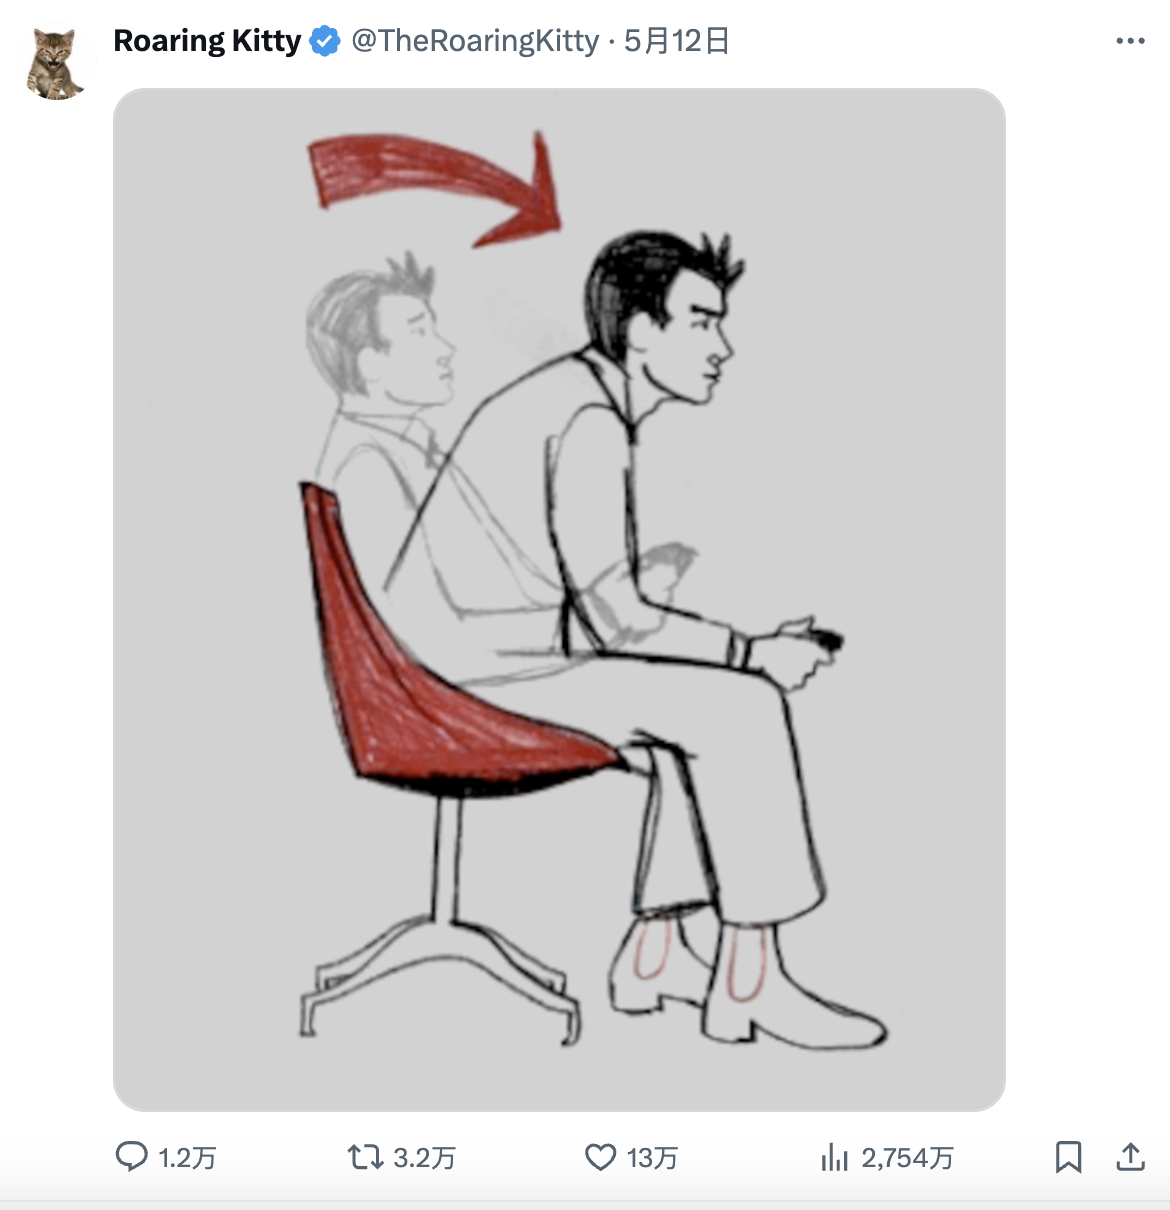 Roaring Kitty @TheRoaringKitty · 5月12日
1.2万 3.2万 13万 2,754万